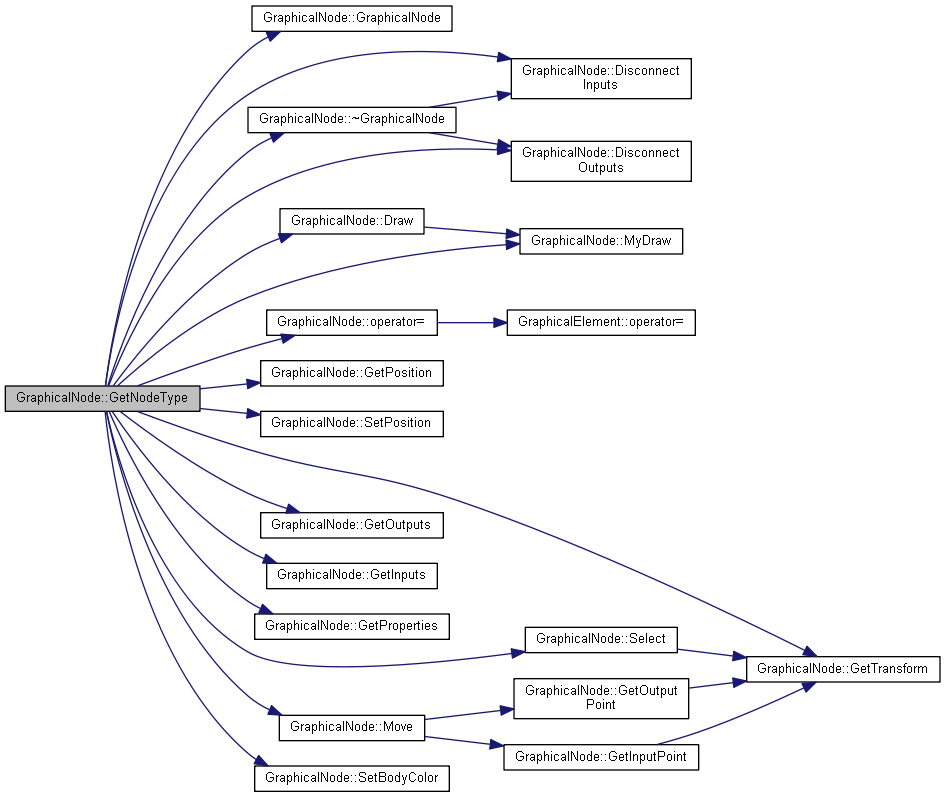 GraphicalNode::GraphicalNode
GraphicalNode::Disconnect
Inputs
GraphicalNode::~GraphicalNode
GraphicalNode::Disconnect
Outputs
GraphicalNode::Draw
GraphicalNode::MyDraw
GraphicalNode::operator=
GraphicalElement::operator=
GraphicalNode::GetPosition
GraphicalNode::GetNodeType
GraphicalNode::SetPosition
GraphicalNode::GetOutputs
GraphicalNode::GetInputs
GraphicalNode::GetProperties
GraphicalNode::Select
GraphicalNode::GetTransform
GraphicalNode::GetOutput
Point
GraphicalNode::Move
GraphicalNode::GetInputPoint
GraphicalNode::SetBodyColor